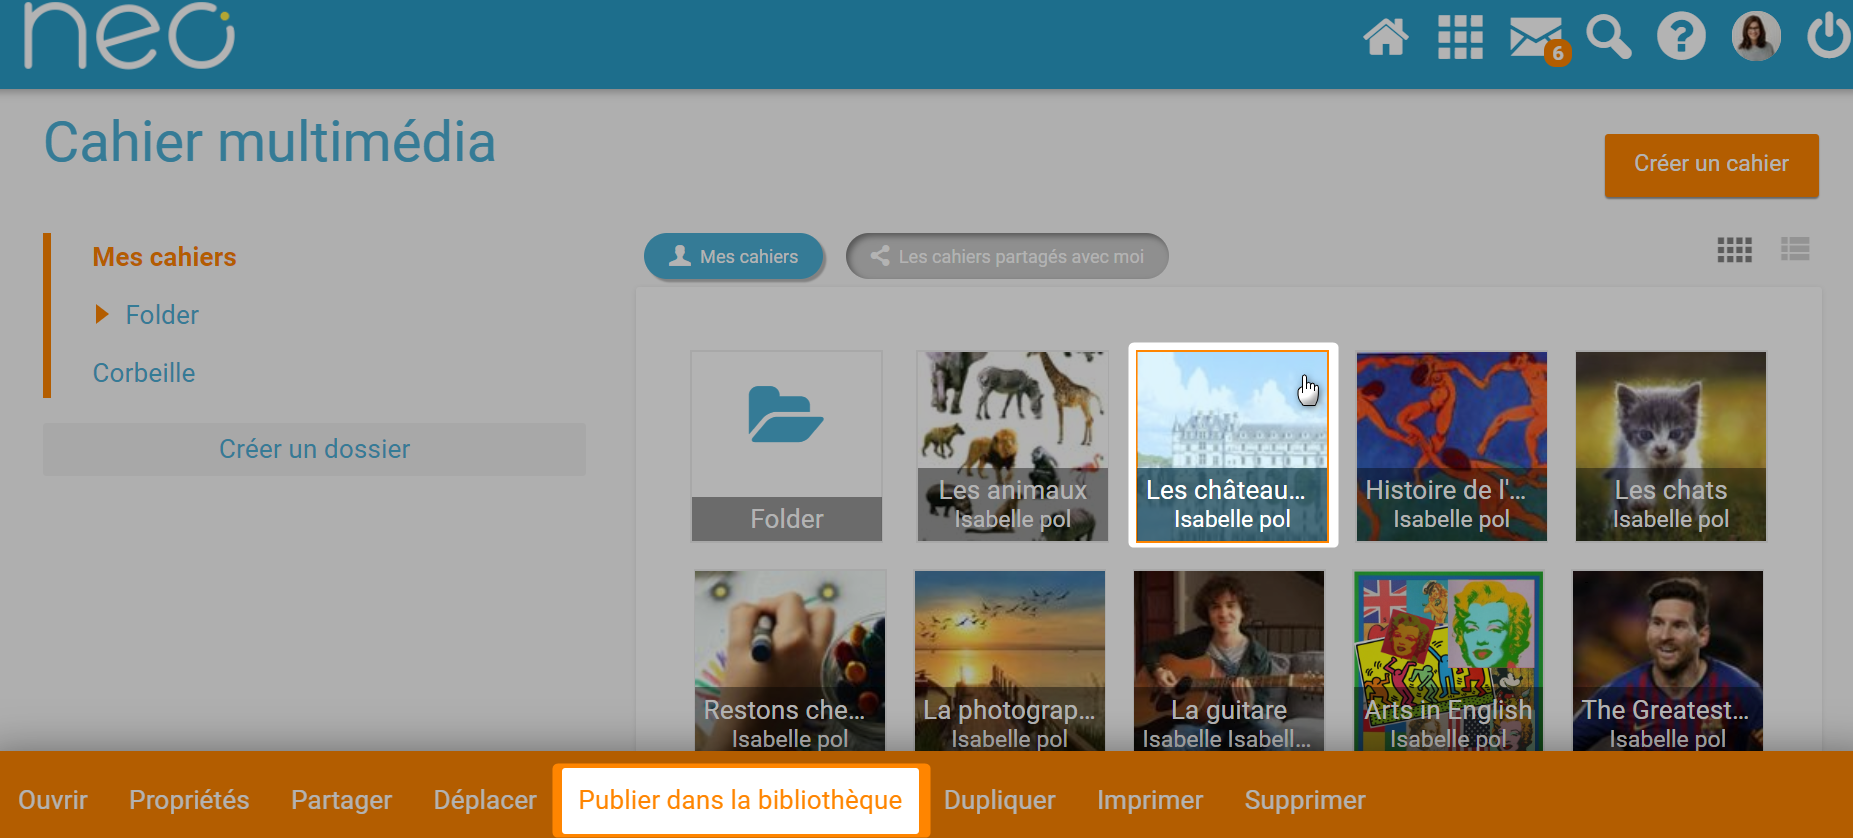 neo
6
Cahier multimédia
Créer un cahier
Mes cahiers
Folder
Corbeille
Créer un dossier
Mes cahiers
Les cahiers partagés avec moi
Folder
Les animaux
Isabelle pol
Les château...
Isabelle pol
Histoire de l'...
Isabelle pol
Les chats
Isabelle pol
Restons che...
Isabelle pol
La photograp...
Isabelle pol
La guitare
Isabelle Isabell...
Arts in English
Isabelle pol
The Greatest...
Isabelle pol
Ouvrir
Propriétés
Partager
Déplacer
Publier dans la bibliothèque
Dupliquer
Imprimer
Supprimer